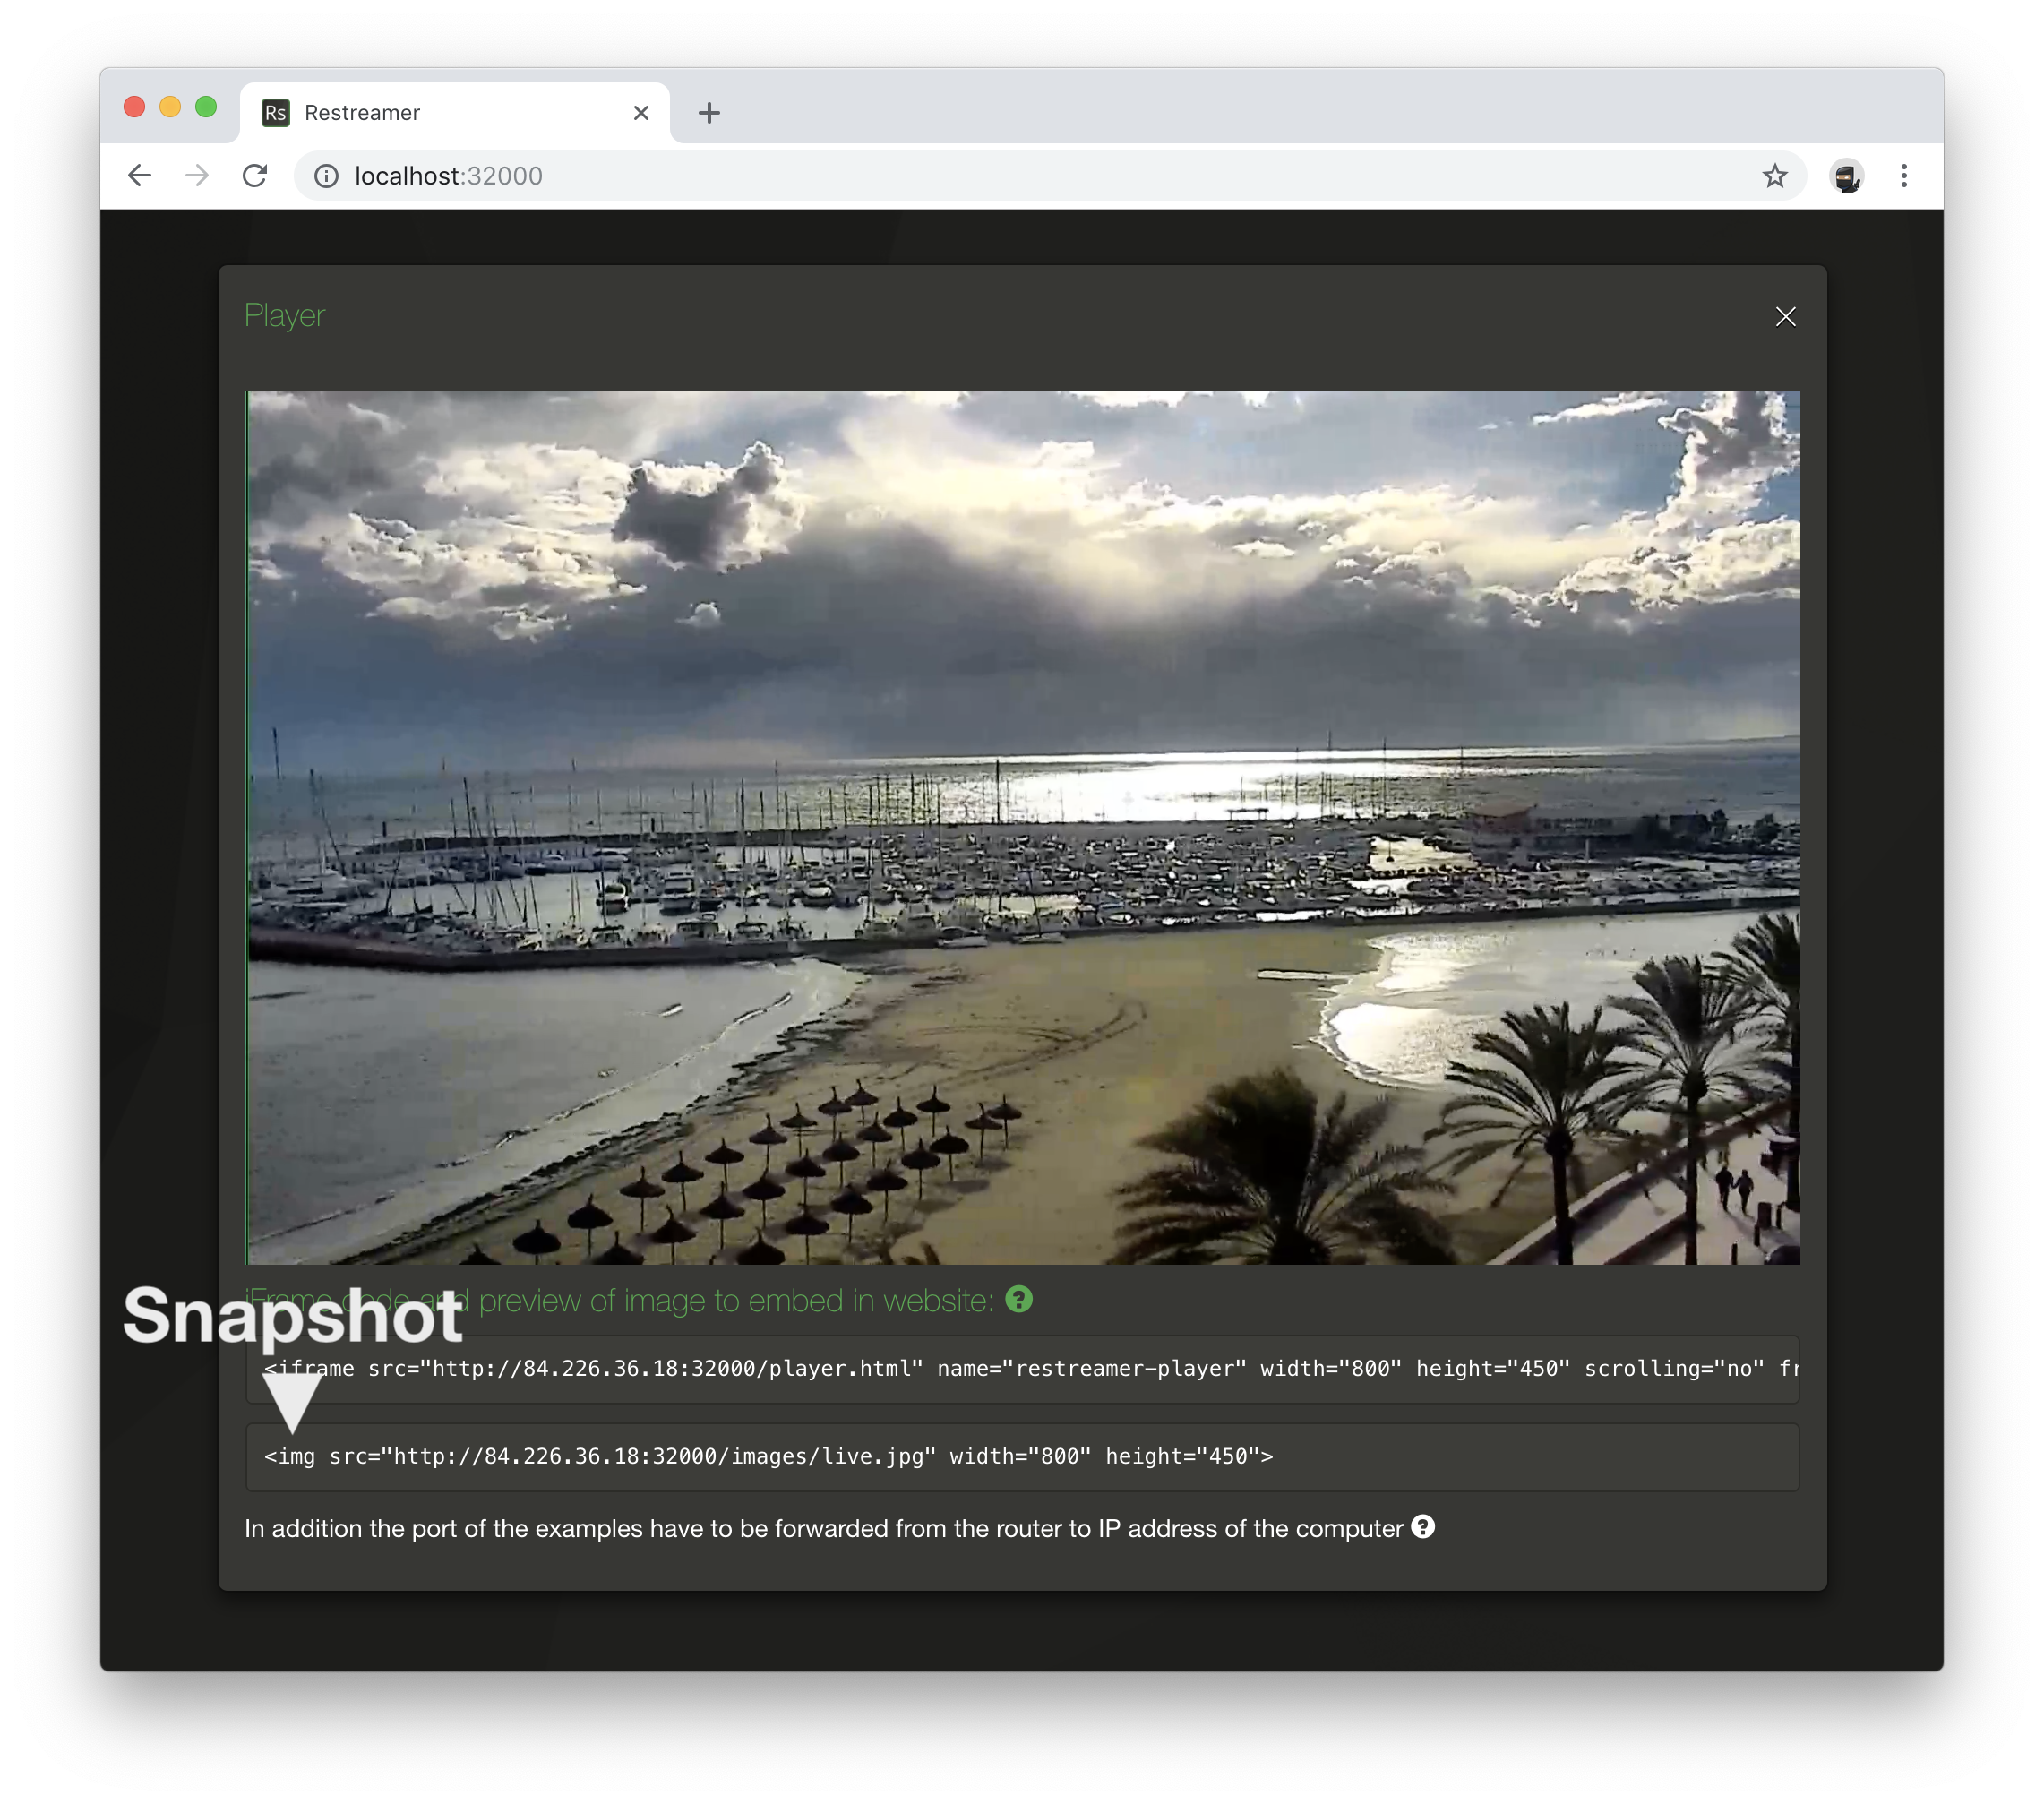 Rs Restreamer
localhost:32000
Player
iFrame code and preview of image to embed in website: ?
Snapshot
<iframe src="http://84.226.36.18:32000/player.html" name="restreamer-player" width="800" height="450" scrolling="no" fr
<img src="http://84.226.36.18:32000/images/live.jpg" width="800" height="450">
In addition the port of the examples have to be forwarded from the router to IP address of the computer ?